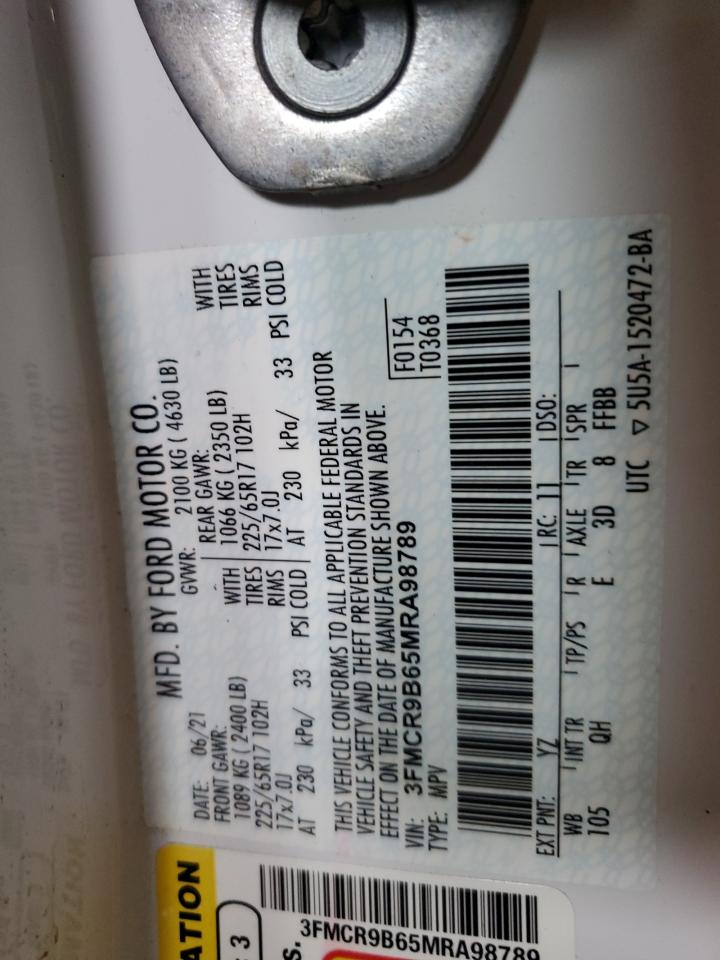 MFD. BY FORD MOTOR CO.
DATE: 06/21 GVWR: 2100 KG ( 4630 LB)
FRONT GAWR: REAR GAWR: WITH
1089 KG ( 2400 LB) WITH 1066 KG ( 2350 LB) TIRES
225/65R17 102H TIRES 225/65R17 102H RIMS
17x7.0J RIMS 17x7.0J
AT 230 kPa/ 33 PSI COLD AT 230 kPa/ 33 PSI COLD
THIS VEHICLE CONFORMS TO ALL APPLICABLE FEDERAL MOTOR
VEHICLE SAFETY AND THEFT PREVENTION STANDARDS IN
EFFECT ON THE DATE OF MANUFACTURE SHOWN ABOVE.
VIN: 3FMCR9B65MRA98789 F0154
TYPE: MPV T0368
EXT PNT: YZ RC: 11 DSO:
WB INT TR TP/PS R AXLE TR SPR
105 QH E 3D 8 FFBB
UTC ▽ 5U5A-1520472-BA
ATION
3
S.
3FMCR9B65MRA98789